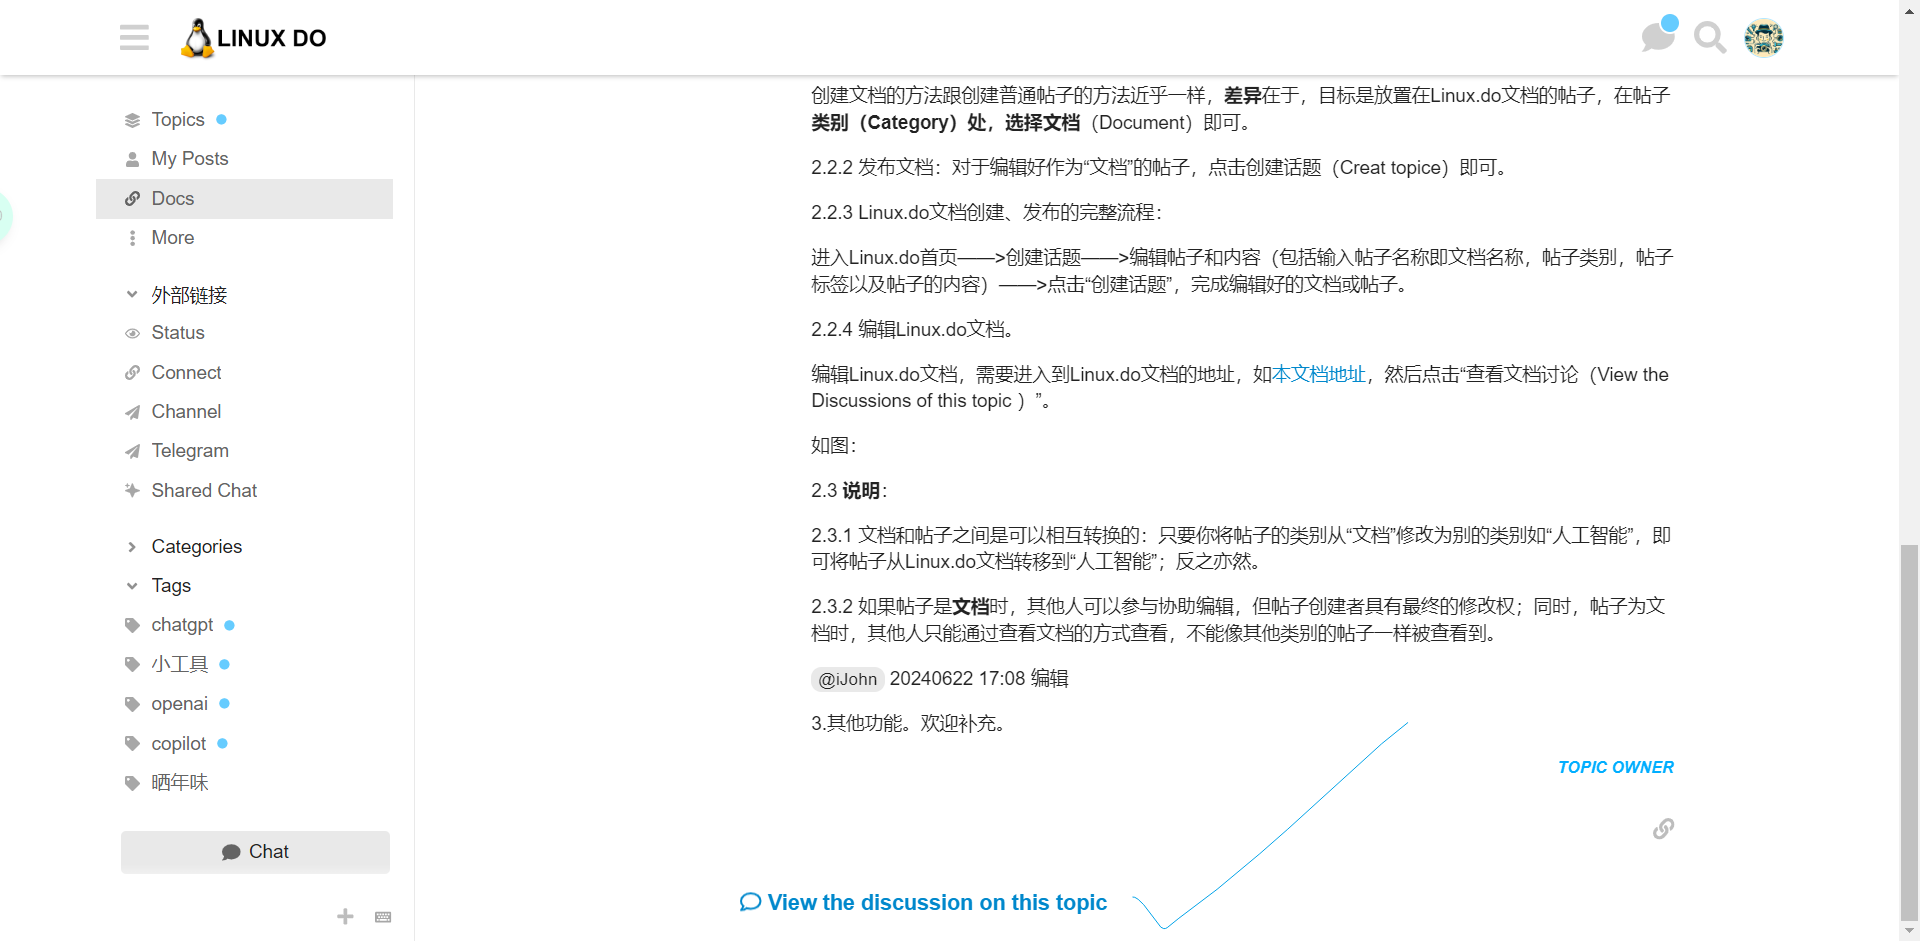 LINUX DO
Topics
My Posts
Docs
More
外部链接
Status
Connect
Channel
Telegram
Shared Chat
Categories
Tags
chatgpt
小工具
openai
copilot
晒年味
Chat
创建文档的方法跟创建普通帖子的方法近乎一样，差异在于，目标是放置在Linux.do文档的帖子，在帖子
类别（Category）处，选择文档（Document）即可。
2.2.2 发布文档：对于编辑好作为“文档”的帖子，点击创建话题（Creat topice）即可。
2.2.3 Linux.do文档创建、发布的完整流程：
进入Linux.do首页——>创建话题——>编辑帖子和内容（包括输入帖子名称即文档名称，帖子类别，帖子
标签以及帖子的内容）——>点击“创建话题”，完成编辑好的文档或帖子。
2.2.4 编辑Linux.do文档。
编辑Linux.do文档，需要进入到Linux.do文档的地址，如本文档地址，然后点击“查看文档讨论（View the
Discussions of this topic ）”。
如图：
2.3 说明：
2.3.1 文档和帖子之间是可以相互转换的：只要你将帖子的类别从“文档”修改为别的类别如“人工智能”，即
可将帖子从Linux.do文档转移到“人工智能”；反之亦然。
2.3.2 如果帖子是文档时，其他人可以参与协助编辑，但帖子创建者具有最终的修改权；同时，帖子为文
档时，其他人只能通过查看文档的方式查看，不能像其他类别的帖子一样被查看到。
@iJohn 20240622 17:08 编辑
3.其他功能。欢迎补充。
TOPIC OWNER
View the discussion on this topic